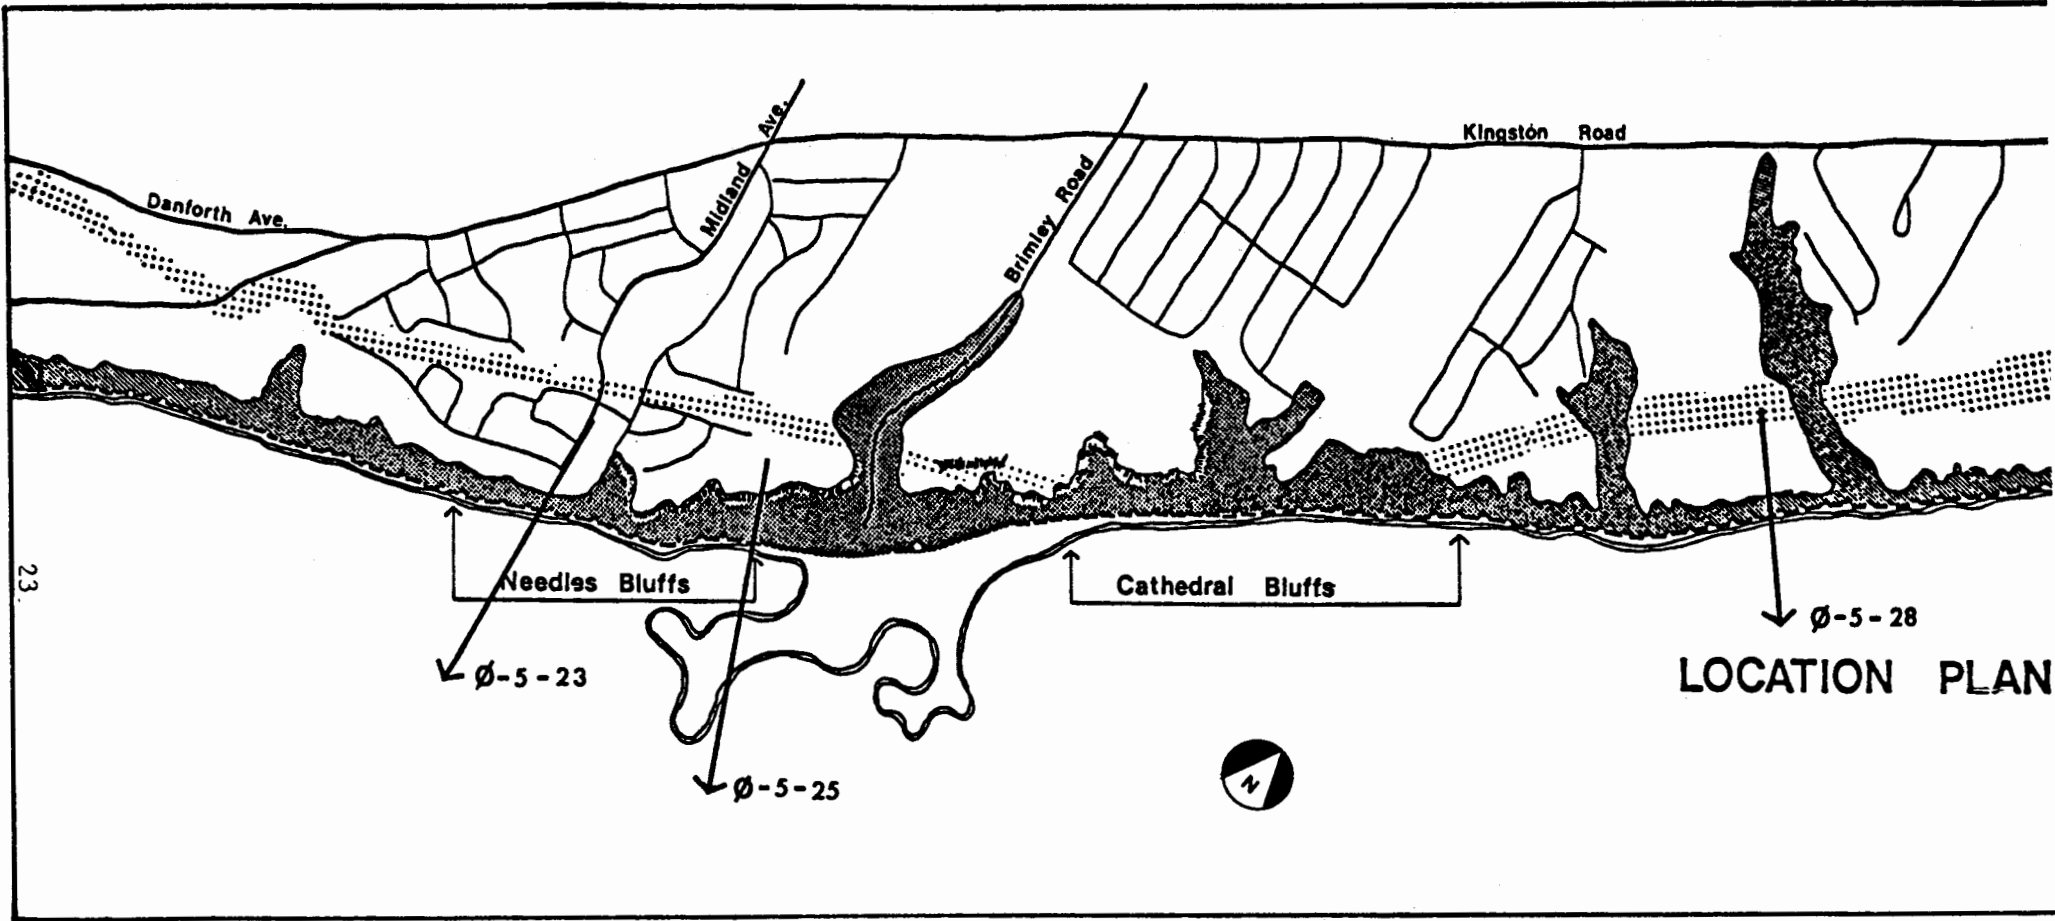 Kingston Road
Midland Ave.
Brimley Road
Danforth Ave.
Needles Bluffs
Cathedral Bluffs
23.
Ø-5-28
Ø-5-23
LOCATION PLAN
Ø-5-25
N